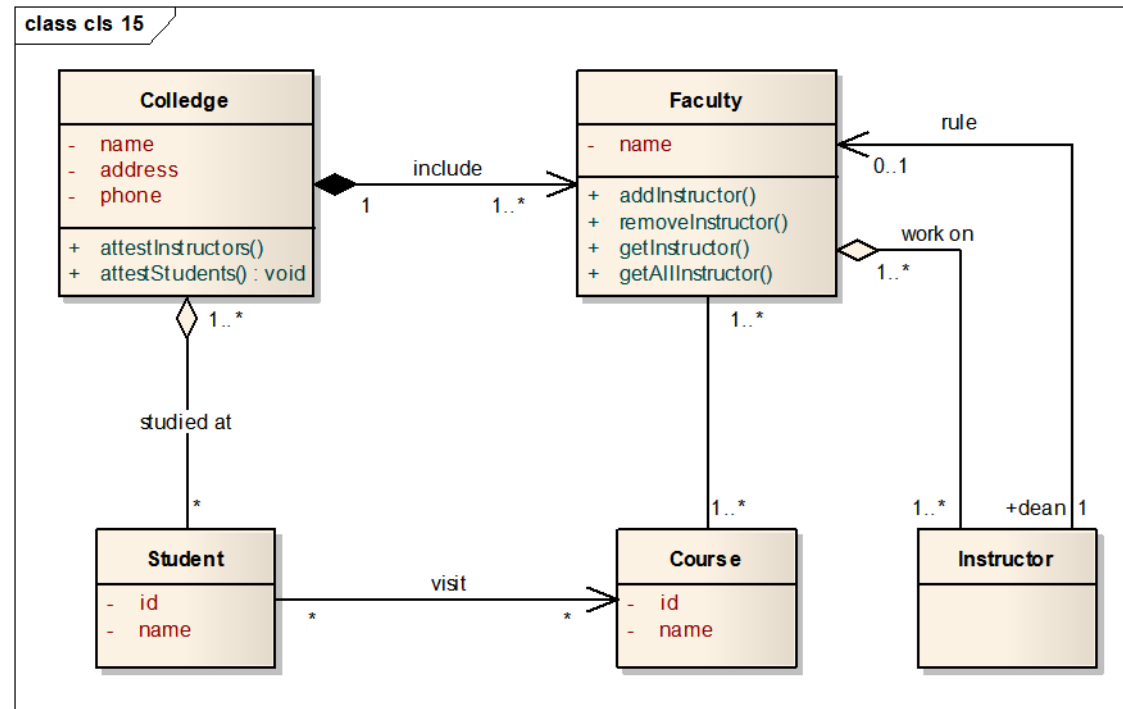 class cls 15
Colledge
- name
- address
- phone
+ attestInstructors()
+ attestStudents() : void
include
1
1..*
Faculty
- name
+ addInstructor()
+ removeInstructor()
+ getInstructor()
+ getAllInstructor()
rule
0..1
work on
1..*
1..*
1..*
studied at
*
1..*
1..*
+dean 1
Student
- id
- name
visit
*
*
Course
- id
- name
Instructor